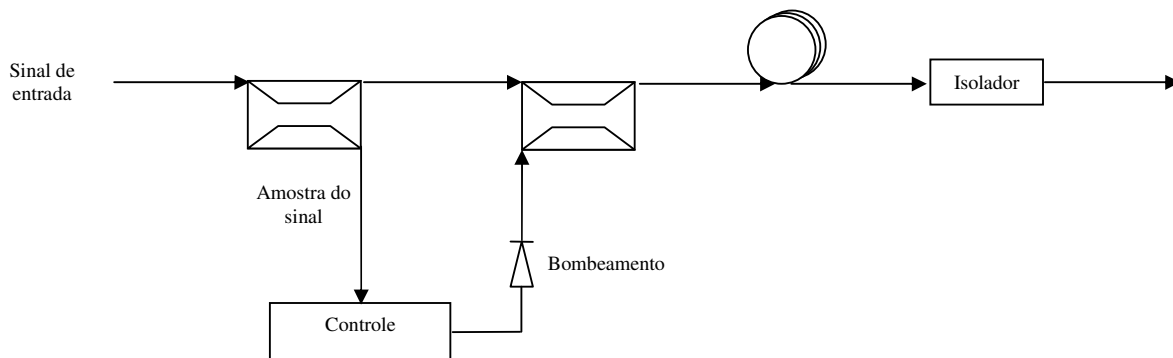 Sinal de
entrada
Isolador
Amostra do
sinal
Bombeamento
Controle